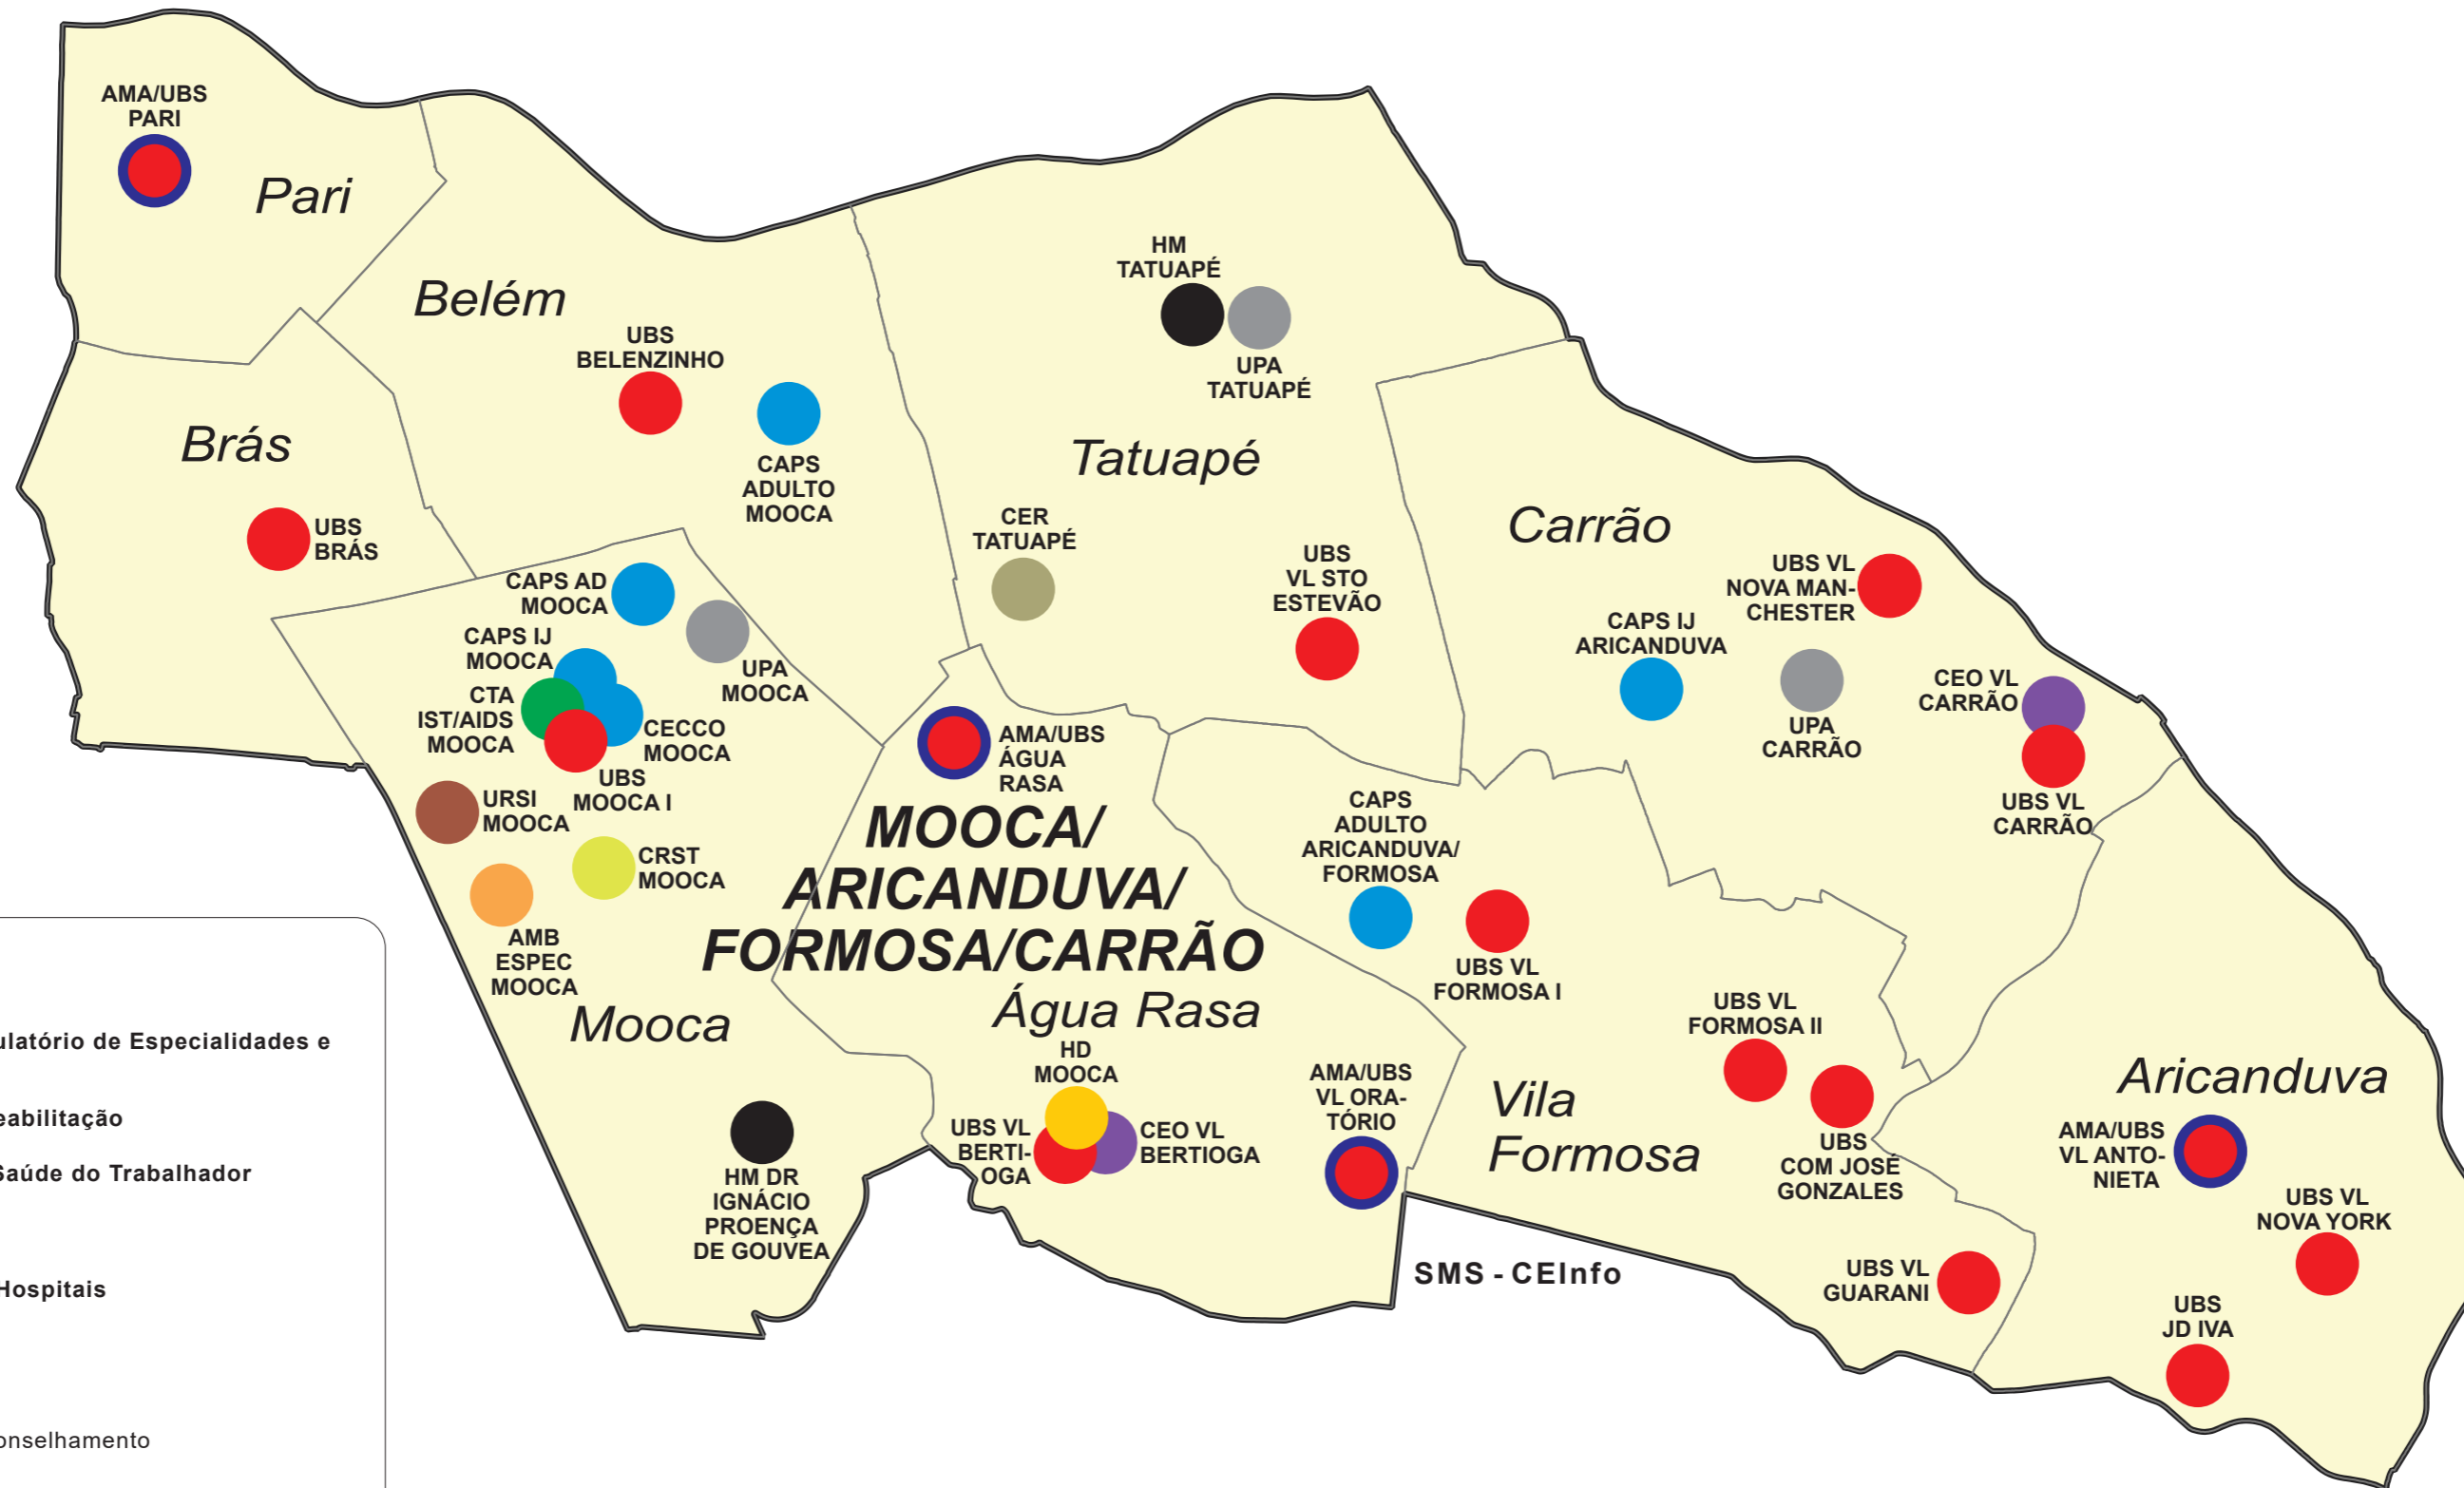 AMA/UBS
PARI
Pari
Belém
UBS
BELENZINHO
CAPS
ADULTO
MOOCA
Brás
UBS
BRÁS
HM
TATUAPÉ
UPA
TATUAPÉ
Tatuapé
CER
TATUAPÉ
UBS
VL STO
ESTEVÃO
Carrão
UBS VL
NOVA MAN-
CHESTER
CAPS IJ
ARICANDUVA
UPA
CARRÃO
CEO VL
CARRÃO
UBS VL
CARRÃO
CAPS AD
MOOCA
CAPS IJ
MOOCA
UPA
MOOCA
CTA
IST/AIDS
MOOCA
CECCO
MOOCA
UBS
MOOCA I
URSI
MOOCA
CRST
MOOCA
AMB
ESPEC
MOOCA
Mooca
HM DR
IGNÁCIO
PROENÇA
DE GOUVEA
AMA/UBS
ÁGUA
RASA
MOOCA/
ARICANDUVA/
FORMOSA/CARRÃO
Água Rasa
HD
MOOCA
UBS VL
BERTI-
OGA
CEO VL
BERTIOGA
AMA/UBS
VL ORA-
TÓRIO
CAPS
ADULTO
ARICANDUVA/
FORMOSA
UBS VL
FORMOSA I
UBS VL
FORMOSA II
Vila
Formosa
UBS
COM JOSÉ
GONZALES
UBS VL
GUARANI
Aricanduva
AMA/UBS
VL ANTO-
NIETA
UBS VL
NOVA YORK
UBS
JD IVA
SMS - CEInfo
ulatório de Especialidades e
eabilitação
Saúde do Trabalhador
Hospitais
onselhamento